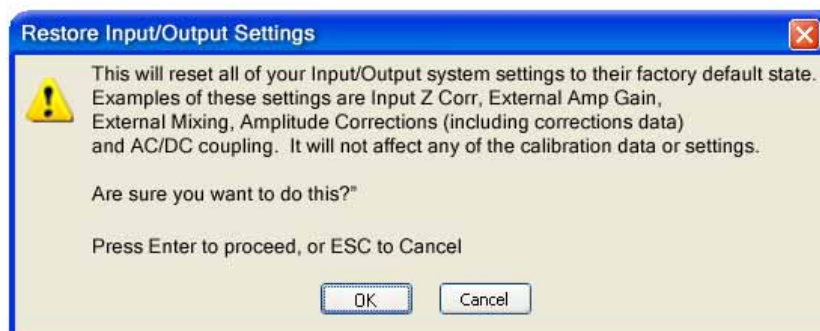 Restore Input/Output Settings
This will reset all of your Input/Output system settings to their factory default state.
Examples of these settings are Input Z Corr, External Amp Gain,
External Mixing, Amplitude Corrections (including corrections data)
and AC/DC coupling. It will not affect any of the calibration data or settings.
Are sure you want to do this?"
Press Enter to proceed, or ESC to Cancel
OK
Cancel